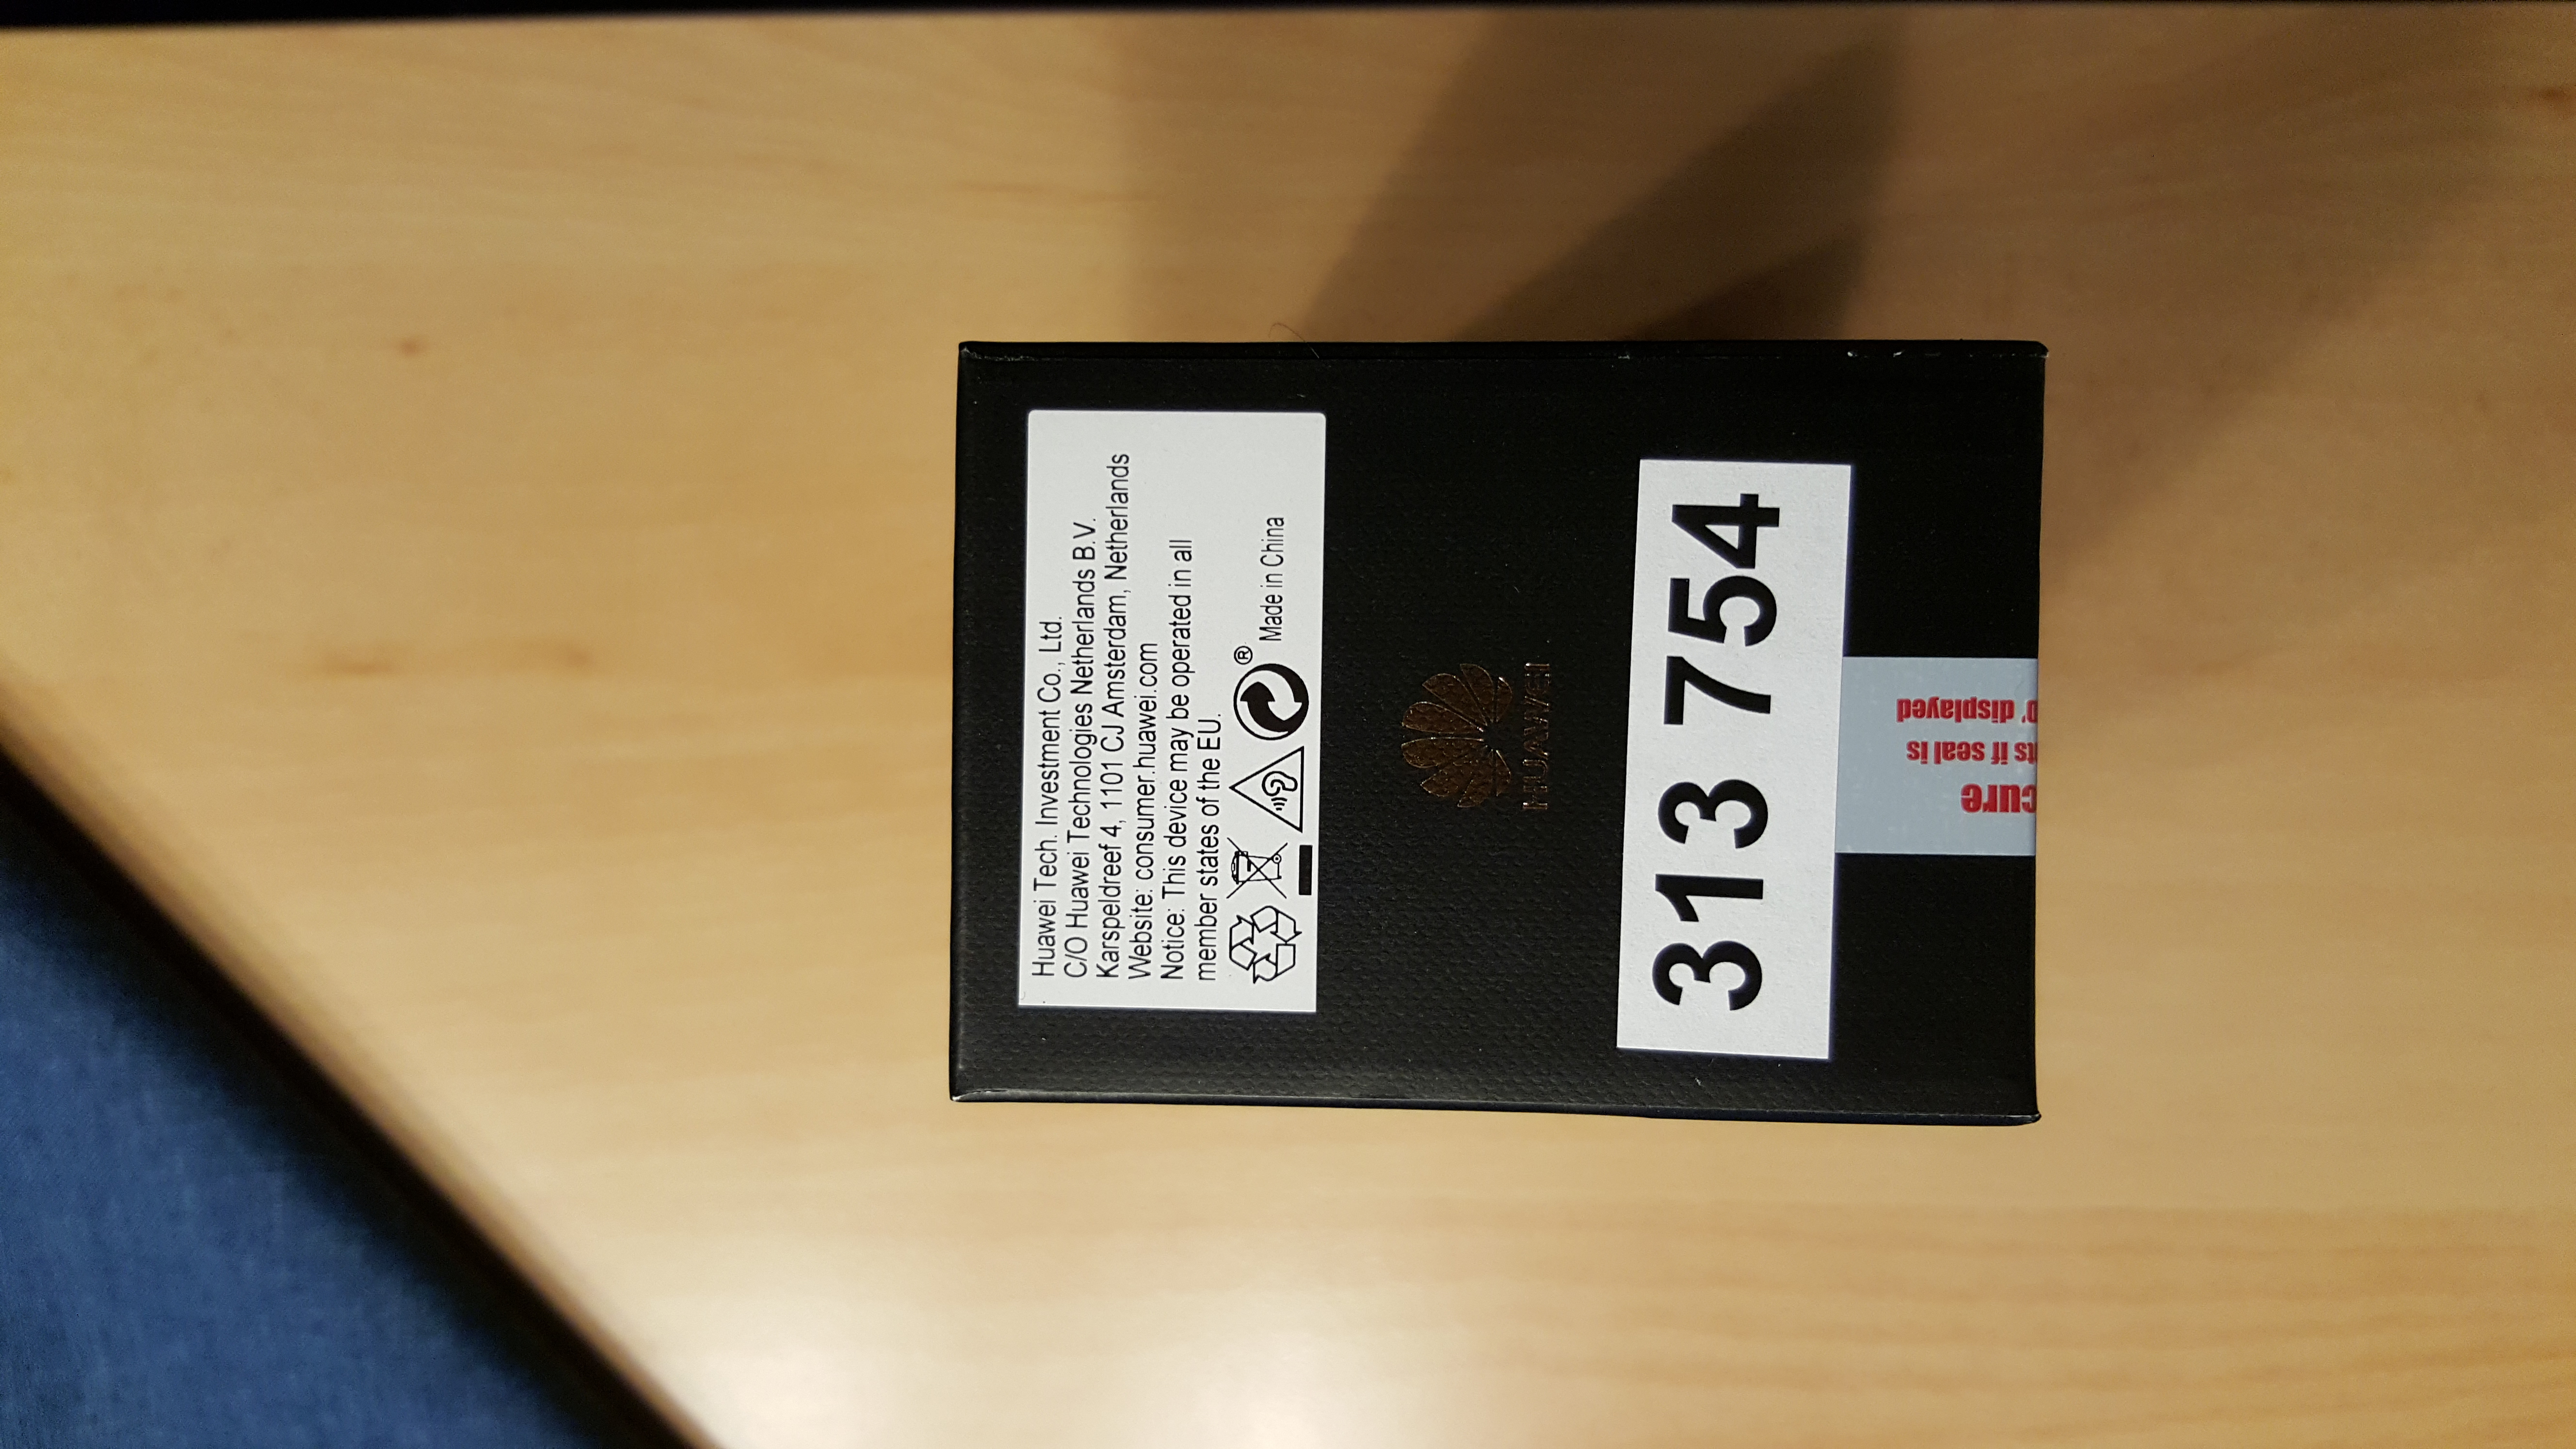 Huawei Tech. Investment Co., Ltd.
C/O Huawei Technologies Netherlands B.V.
Karspeldreef 4, 1101 CJ Amsterdam, Netherlands
Website: consumer.huawei.com
Notice: This device may be operated in all
member states of the EU.
® Made in China
HUAWEI
313 754
cure
ts if seal is
displayed